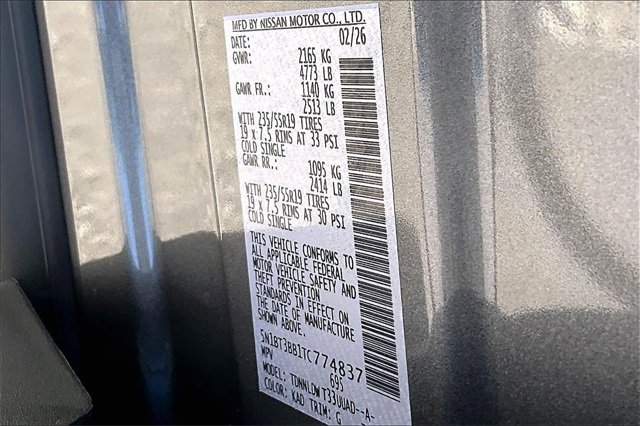 MFD BY NISSAN MOTOR CO., LTD.
DATE: 02/26
GVWR: 2165 KG
4773 LB
GAWR FR.: 1140 KG
2513 LB
WITH 235/55R19 TIRES
19 x 7.5 RIMS AT 33 PSI
COLD SINGLE
GAWR RR.: 1095 KG
2414 LB
WITH 235/55R19 TIRES
19 x 7.5 RIMS AT 30 PSI
COLD SINGLE
THIS VEHICLE CONFORMS TO
ALL APPLICABLE FEDERAL
MOTOR VEHICLE SAFETY AND
THEFT PREVENTION
STANDARDS IN EFFECT ON
THE DATE OF MANUFACTURE
SHOWN ABOVE.
5N1BT3BB1TC774837
MPV 695
MODEL: TDNNLDWT33UUAD--A-
COLOR: KAD TRIM: G